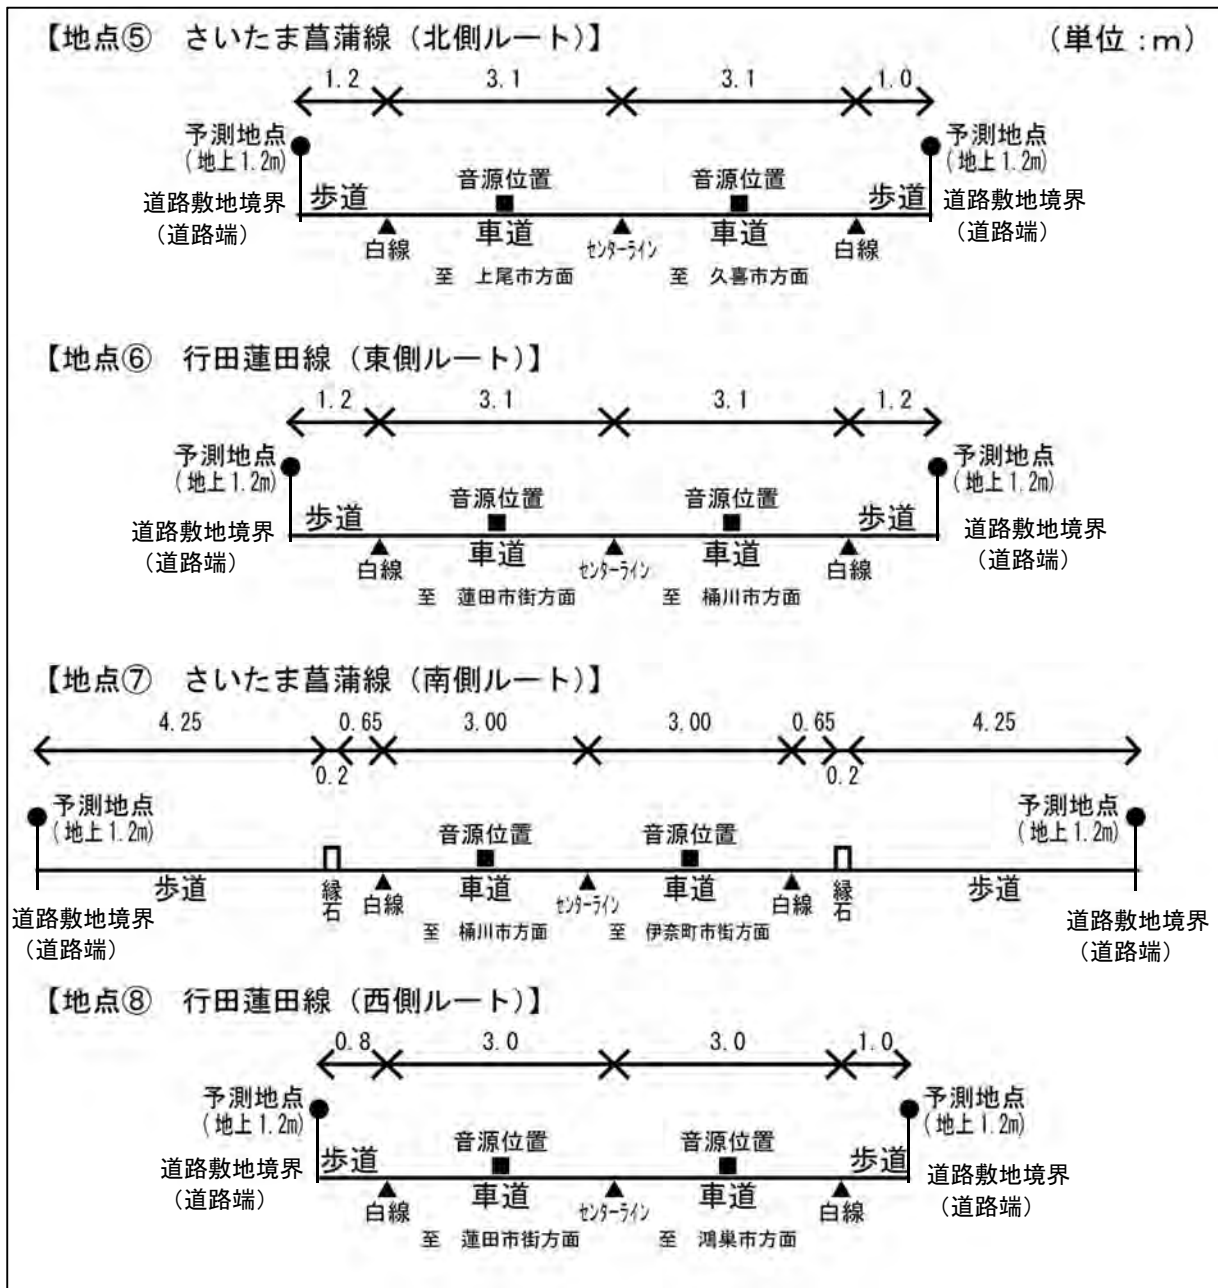 【地点⑤　さいたま菖蒲線（北側ルート）】 （単位：m）
1.2 3.1 3.1 1.0
予測地点 予測地点
（地上1.2m） （地上1.2m）
音源位置 音源位置
道路敷地境界 歩道 歩道 道路敷地境界
（道路端） 車道 車道 （道路端）
白線 センターライン 白線
至　上尾市方面 至　久喜市方面
【地点⑥　行田蓮田線（東側ルート）】
1.2 3.1 3.1 1.2
予測地点 予測地点
（地上1.2m） （地上1.2m）
音源位置 音源位置
道路敷地境界 歩道 歩道 道路敷地境界
（道路端） 車道 車道 （道路端）
白線 センターライン 白線
至　蓮田市街方面 至　桶川市方面
【地点⑦　さいたま菖蒲線（南側ルート）】
4.25 0.65 3.00 3.00 0.65 4.25
0.2 0.2
予測地点 予測地点
（地上1.2m） （地上1.2m）
音源位置 音源位置
歩道 縁石 白線 車道 センターライン 車道 白線 縁石 歩道
道路敷地境界 道路敷地境界
（道路端） （道路端）
至　桶川市方面 至　伊奈町市街方面
【地点⑧　行田蓮田線（西側ルート）】
0.8 3.0 3.0 1.0
予測地点 予測地点
（地上1.2m） （地上1.2m）
音源位置 音源位置
道路敷地境界 歩道 歩道 道路敷地境界
（道路端） 車道 車道 （道路端）
白線 センターライン 白線
至　蓮田市街方面 至　鴻巣市方面